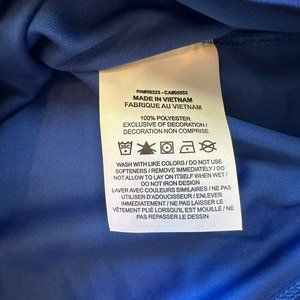 RN#56323 - CA#05553
MADE IN VIETNAM
FABRIQUE AU VIETNAM
100% POLYESTER
EXCLUSIVE OF DECORATION /
DECORATION NON COMPRISE
WASH WITH LIKE COLORS / DO NOT USE
SOFTENERS / REMOVE IMMEDIATELY / DO
NOT ALLOW TO LAY ON ITSELF WHEN WET /
DO NOT IRON DESIGN
LAVER AVEC COULEURS SIMILAIRES / NE PAS
UTILISER D'ADOUCISSEUR / ENLEVER
IMMÉDIATEMENT / NE PAS LAISSER LE
VÊTEMENT PLIÉ LORSQU'IL EST MOUILLÉ / NE
PAS REPASSER LE DESSIN